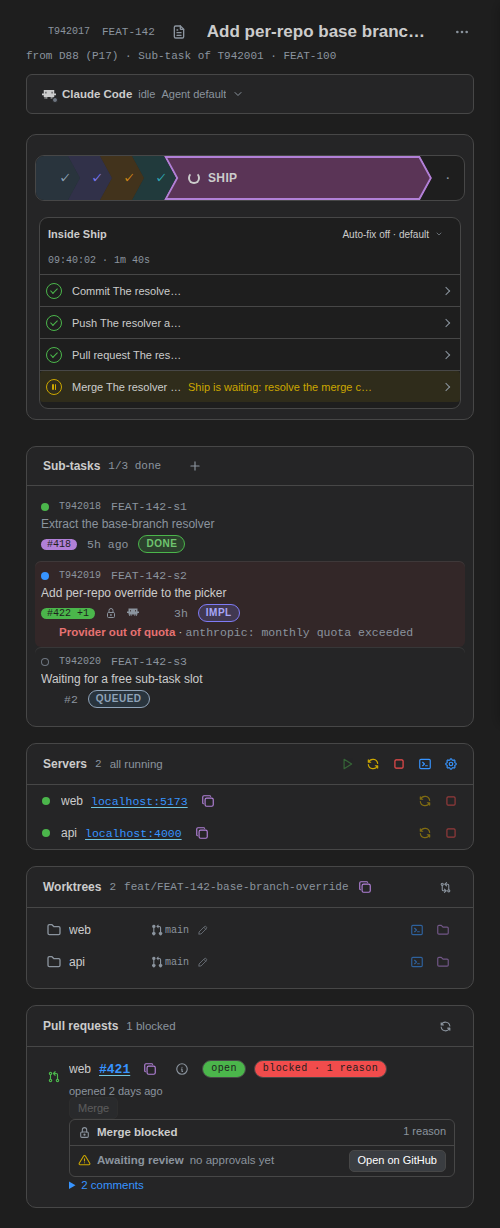 T942017 FEAT-142 Add per-repo base branc…
from D88 (P17) · Sub-task of T942001 · FEAT-100
Claude Code idle Agent default
SHIP
Inside Ship Auto-fix off · default
09:40:02 · 1m 40s
Commit The resolve…
Push The resolver a…
Pull request The res…
Merge The resolver … Ship is waiting: resolve the merge c…
Sub-tasks 1/3 done
T942018 FEAT-142-s1
Extract the base-branch resolver
#418 5h ago DONE
T942019 FEAT-142-s2
Add per-repo override to the picker
#422 +1 3h IMPL
Provider out of quota · anthropic: monthly quota exceeded
T942020 FEAT-142-s3
Waiting for a free sub-task slot
#2 QUEUED
Servers 2 all running
web localhost:5173
api localhost:4000
Worktrees 2 feat/FEAT-142-base-branch-override
web main
api main
Pull requests 1 blocked
web #421 open blocked · 1 reason
opened 2 days ago
Merge
Merge blocked 1 reason
Awaiting review no approvals yet Open on GitHub
2 comments